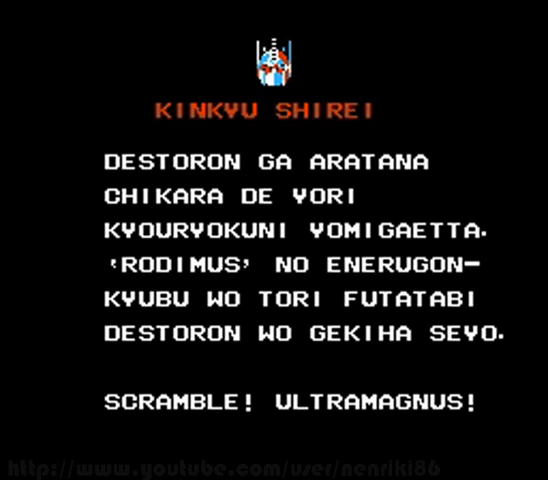 KINKYU SHIREI
DESTORON GA ARATANA
CHIKARA DE YORI
KYOURYOKUNI YOMIGAETTA.
'RODIMUS' NO ENERUGON-
KYUBU WO TORI FUTATABI
DESTORON WO GEKIHA SEYO.
SCRAMBLE! ULTRAMAGNUS!
http://www.youtube.com/user/nenriki86